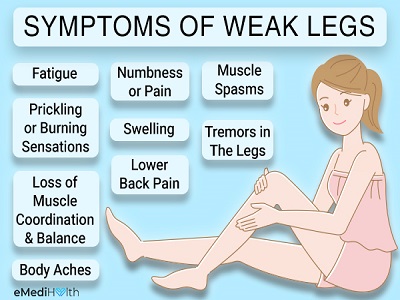 SYMPTOMS OF WEAK LEGS
Fatigue
Prickling
or Burning
Sensations
Loss of
Muscle
Coordination
& Balance
Body Aches
Numbness
or Pain
Swelling
Lower
Back Pain
Muscle
Spasms
Tremors in
The Legs
eMediHealth